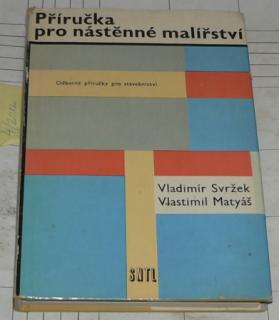 Příručka
pro nástěnné malířství
Odborné příručky pro stavebnictví
Vladimír Svržek
Vlastimil Matyáš
SNTL